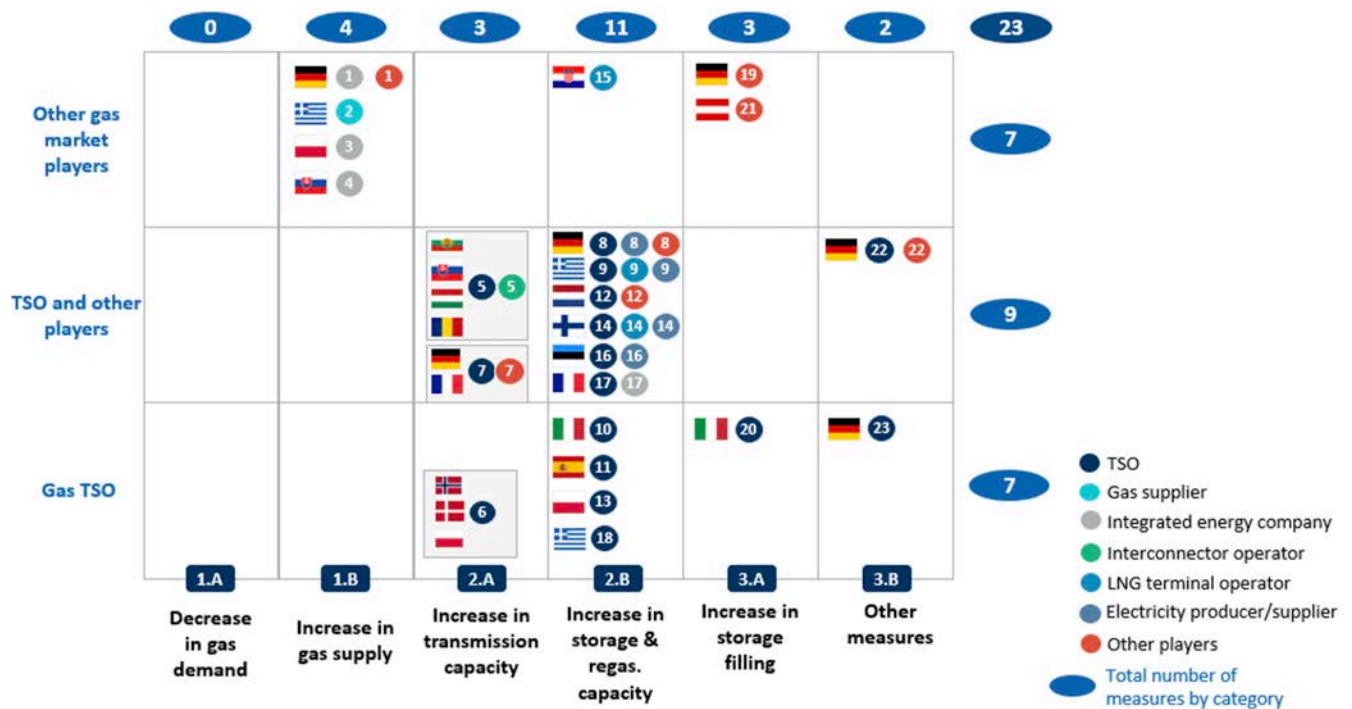 0 4 3 11 3 2 23
Other gas
market
players
1 1
2
3
4
15
19
21
7
TSO and other
players
5 5
7 7
8 8 8
9 9 9
12 12
14 14 14
16 16
17 17
22 22
9
Gas TSO
6
10
11
13
18
20
23
7
1.A 1.B 2.A 2.B 3.A 3.B
Decrease
in gas
demand
Increase in
gas supply
Increase in
transmission
capacity
Increase in
storage &
regas.
capacity
Increase in
storage
filling
Other
measures
TSO
Gas supplier
Integrated energy company
Interconnector operator
LNG terminal operator
Electricity producer/supplier
Other players
Total number of
measures by category